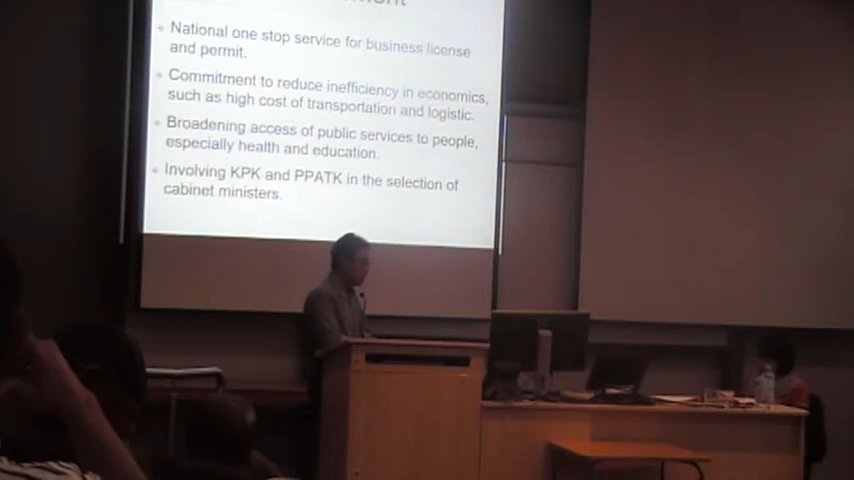 National one stop service for business license
and permit.
Commitment to reduce inefficiency in economics,
such as high cost of transportation and logistic.
Broadening access of public services to people,
especially health and education.
Involving KPK and PPATK in the selection of
cabinet ministers.